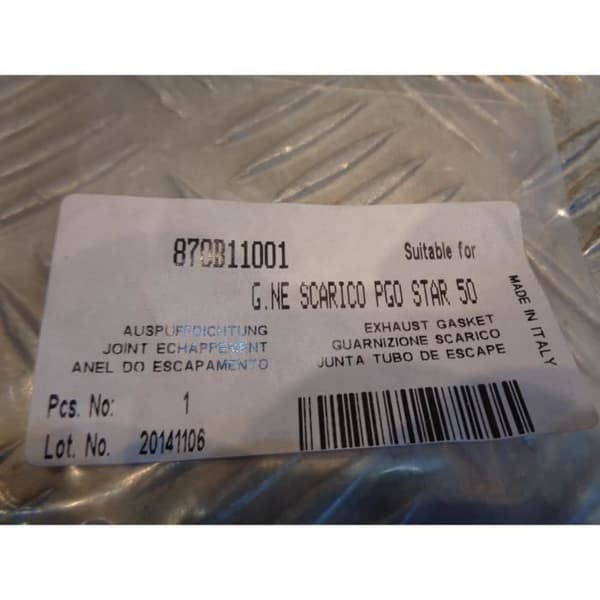 870B11001 Suitable for
G.NE SCARICO PGO STAR 50
AUSPUFFDICHTUNG EXHAUST GASKET
JOINT ECHAPPEMENT GUARNIZIONE SCARICO
ANEL DO ESCAPAMENTO JUNTA TUBO DE ESCAPE
MADE IN ITALY
Pcs. No: 1
Lot. No. 20141106